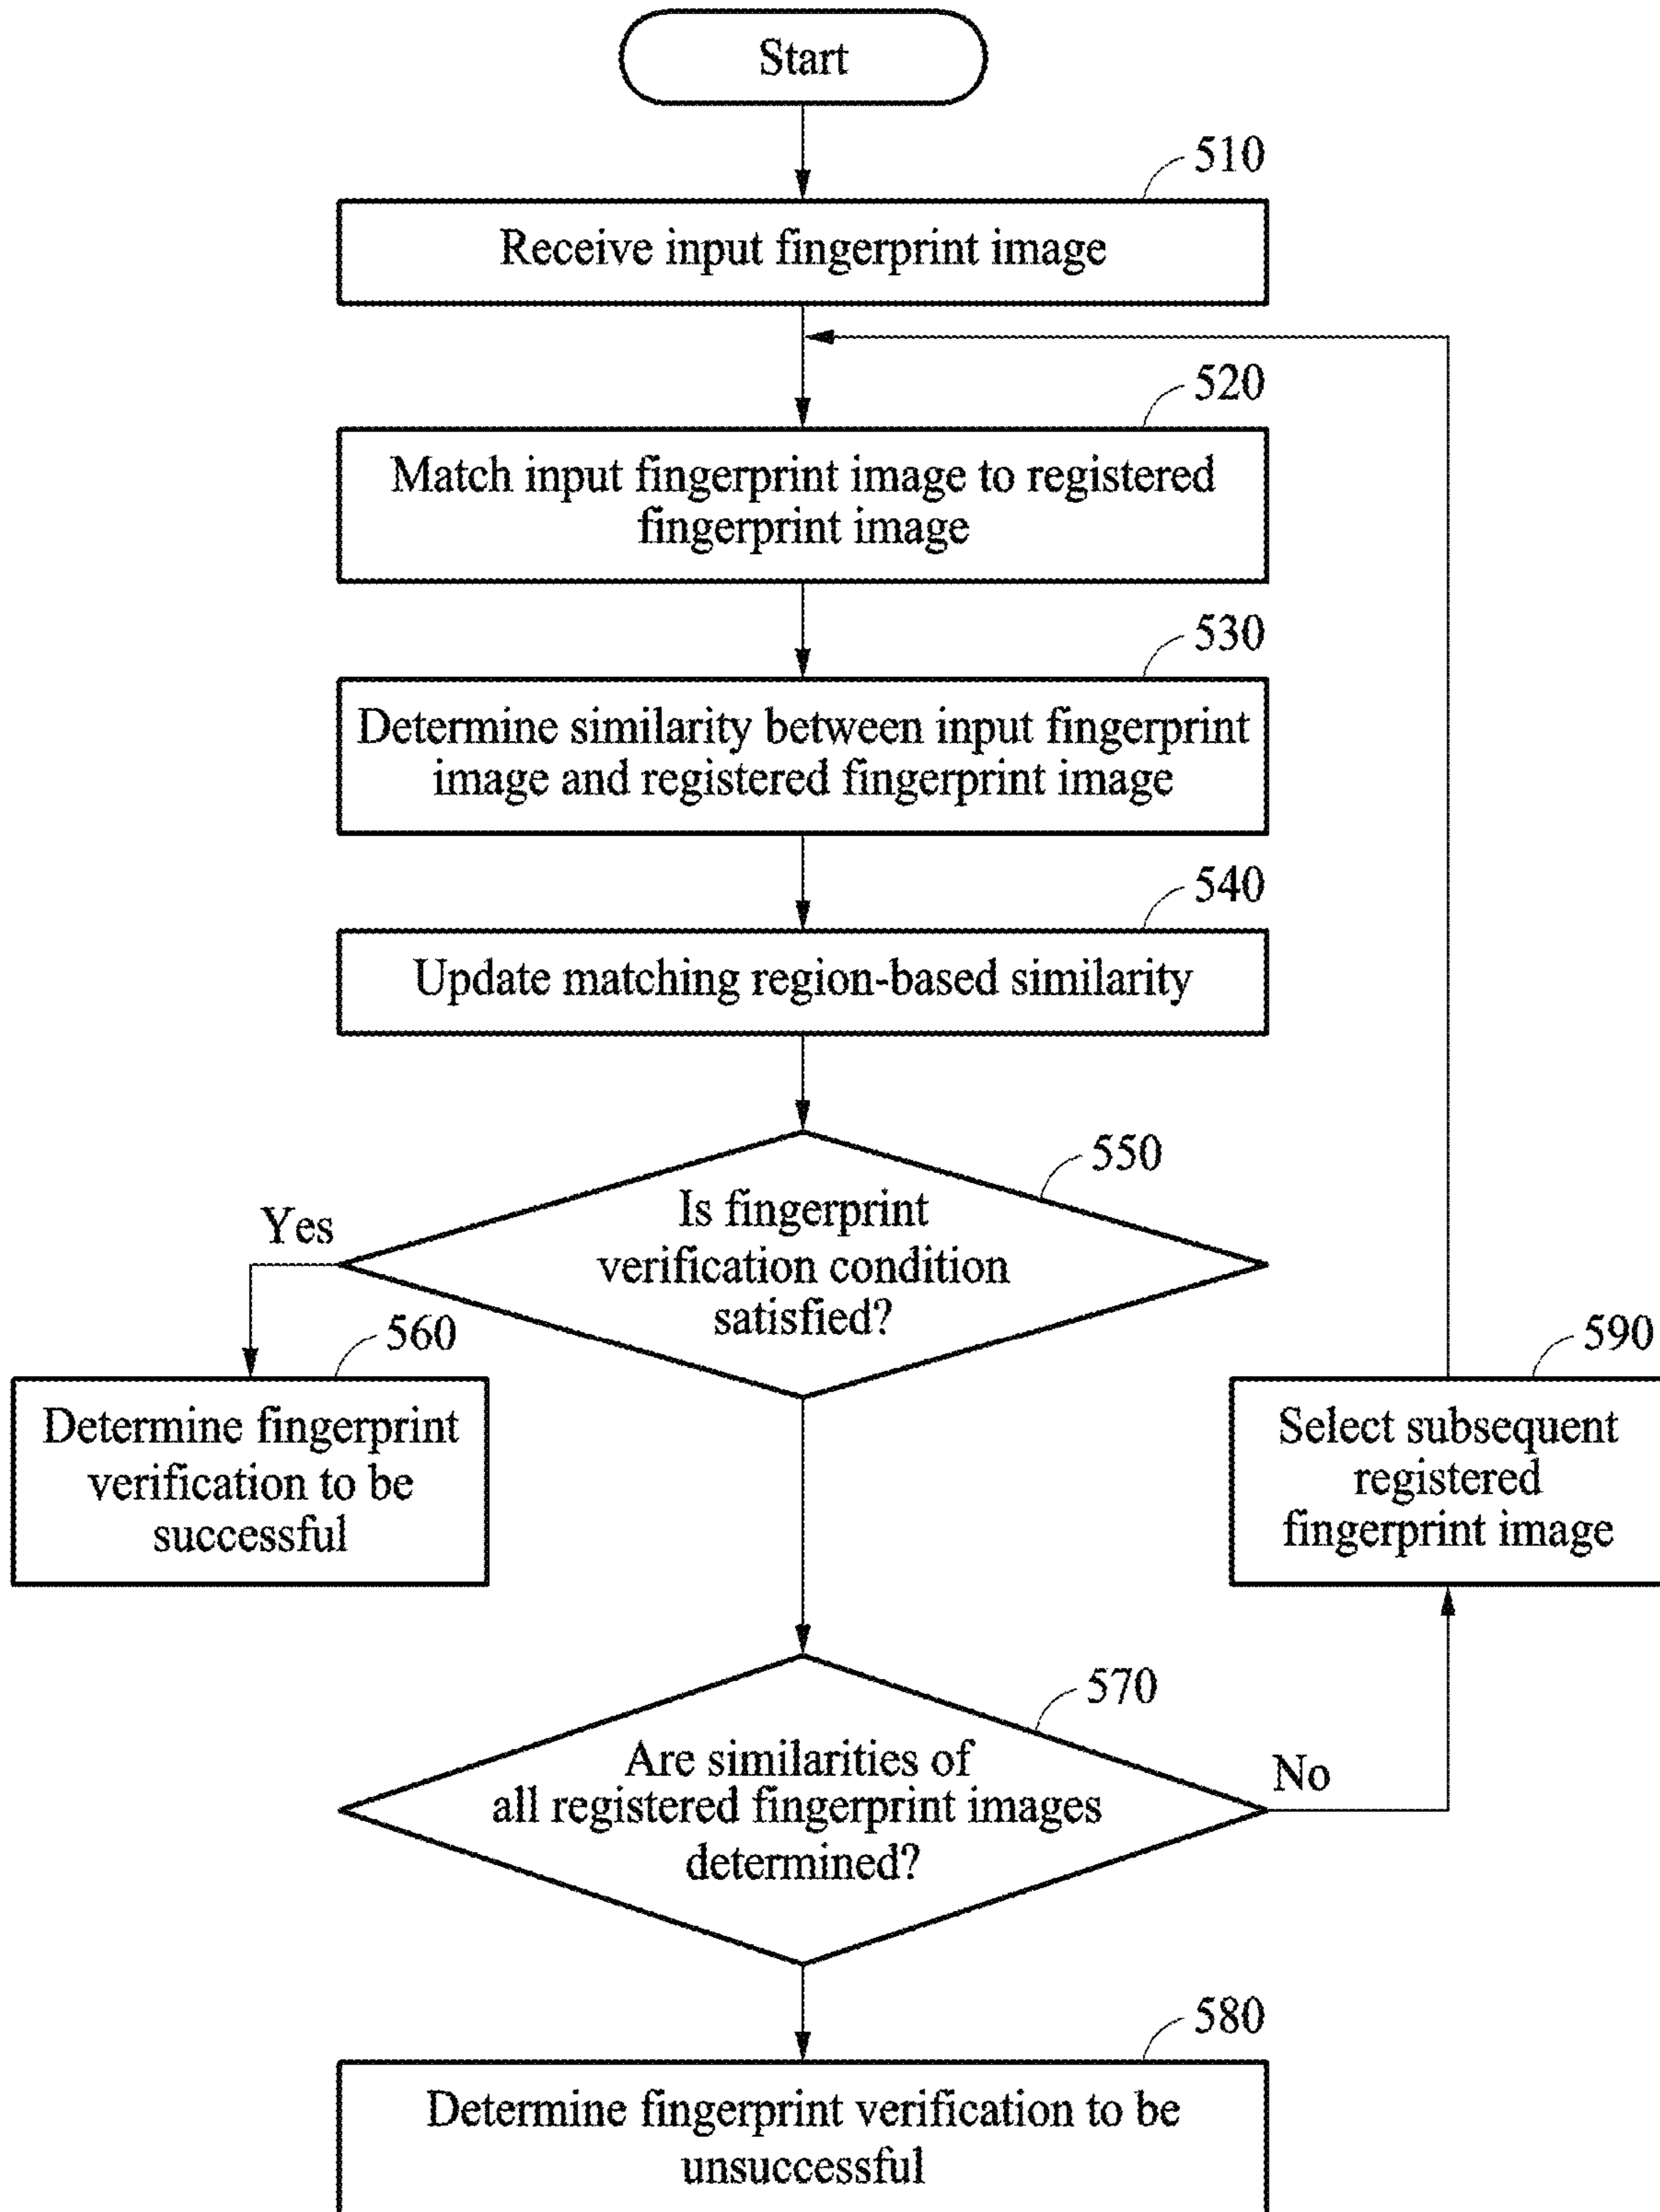 Start
510
Receive input fingerprint image
520
Match input fingerprint image to registered
fingerprint image
530
Determine similarity between input fingerprint
image and registered fingerprint image
540
Update matching region-based similarity
550
Is fingerprint
verification condition
satisfied?
Yes
560
Determine fingerprint
verification to be
successful
590
Select subsequent
registered
fingerprint image
570
Are similarities of
all registered fingerprint images
determined?
No
580
Determine fingerprint verification to be
unsuccessful